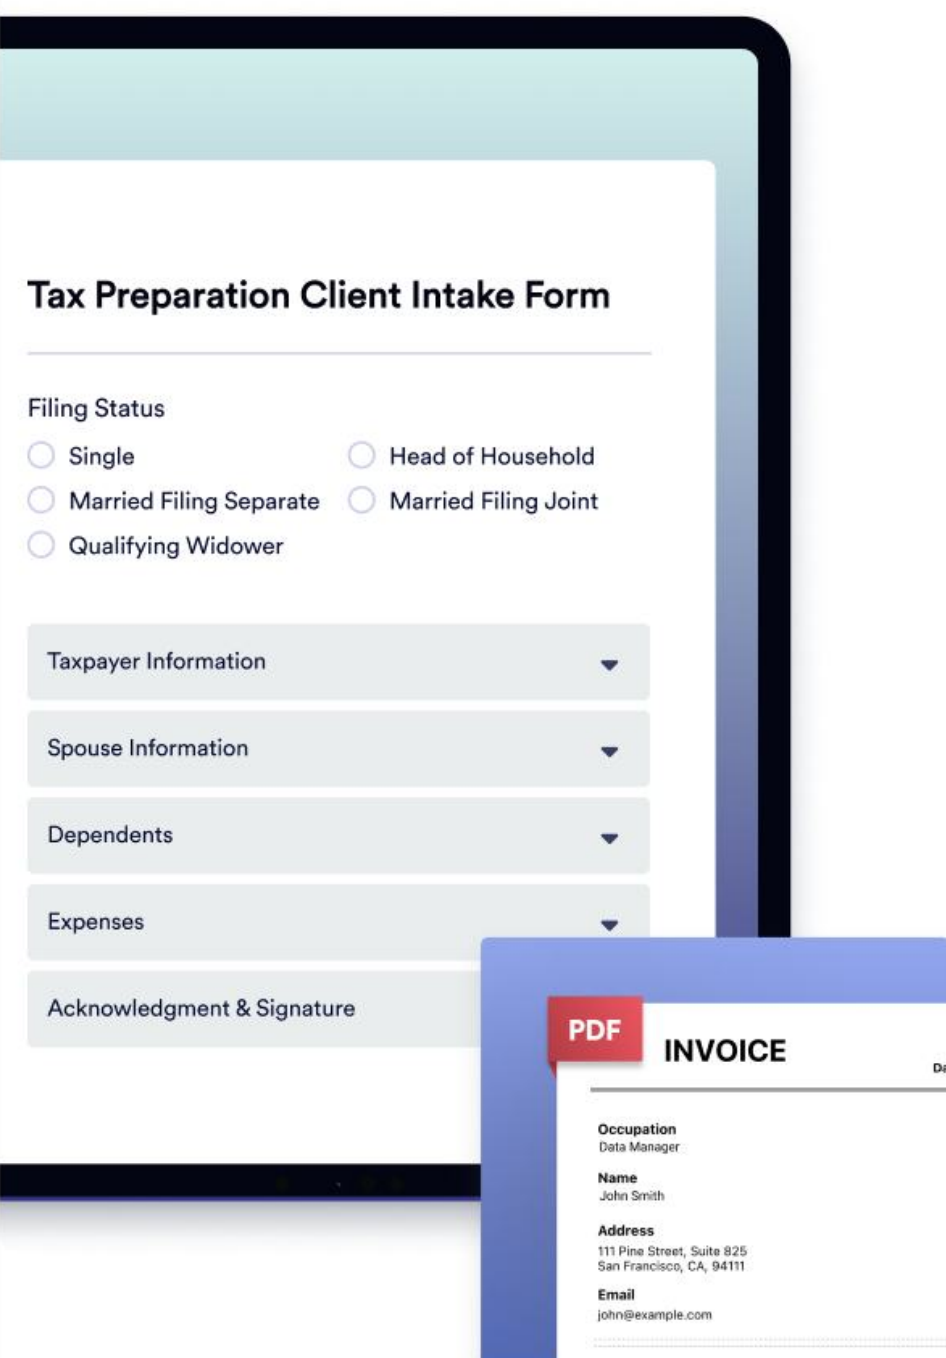 Tax Preparation Client Intake Form
Filing Status
Single
Head of Household
Married Filing Separate
Married Filing Joint
Qualifying Widower
Taxpayer Information
Spouse Information
Dependents
Expenses
Acknowledgment & Signature
PDF
INVOICE
Da
Occupation
Data Manager
Name
John Smith
Address
111 Pine Street, Suite 825
San Francisco, CA, 94111
Email
john@example.com